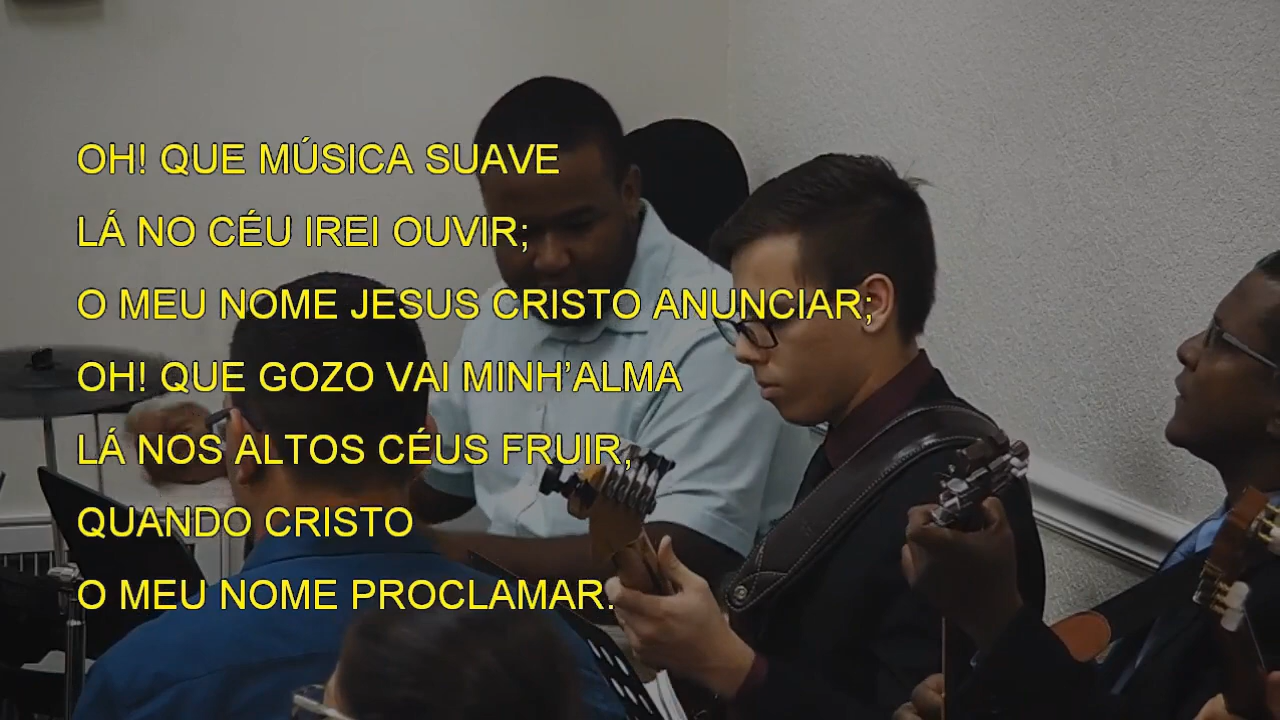 OH! QUE MÚSICA SUAVE
LÁ NO CÉU IREI OUVIR;
O MEU NOME JESUS CRISTO ANUNCIAR;
OH! QUE GOZO VAI MINH’ALMA
LÁ NOS ALTOS CÉUS FRUIR,
QUANDO CRISTO
O MEU NOME PROCLAMAR.